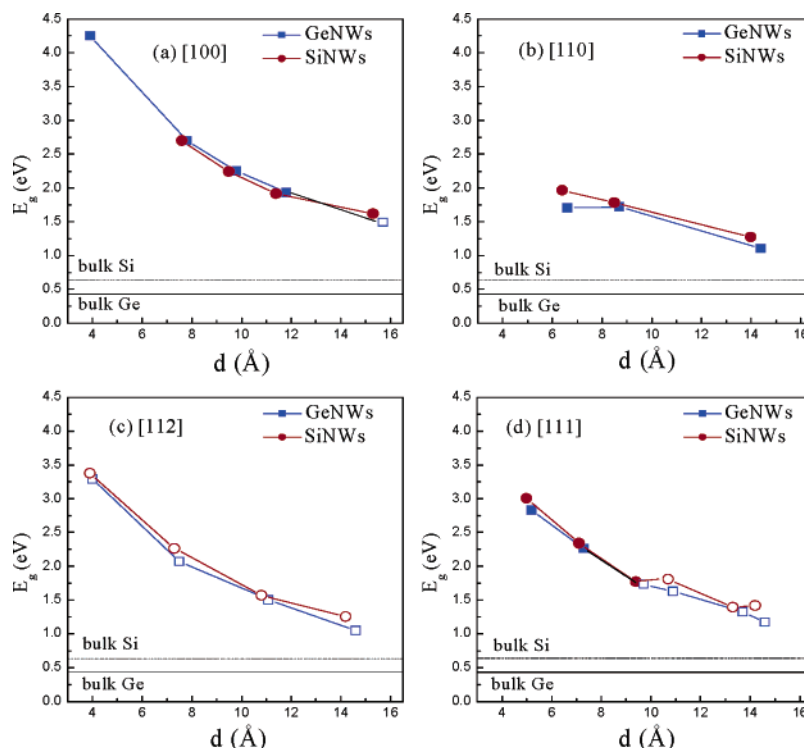 4.5
4.0
3.5
3.0
2.5
2.0
1.5
1.0
0.5
0.0
E_g (eV)
(a) [100]
GeNWs
SiNWs
bulk Si
bulk Ge
4 6 8 10 12 14 16
d (Å)
4.5
4.0
3.5
3.0
2.5
2.0
1.5
1.0
0.5
0.0
E_g (eV)
(b) [110]
GeNWs
SiNWs
bulk Si
bulk Ge
4 6 8 10 12 14 16
d (Å)
4.5
4.0
3.5
3.0
2.5
2.0
1.5
1.0
0.5
0.0
E_g (eV)
(c) [112]
GeNWs
SiNWs
bulk Si
bulk Ge
4 6 8 10 12 14 16
d (Å)
4.5
4.0
3.5
3.0
2.5
2.0
1.5
1.0
0.5
0.0
E_g (eV)
(d) [111]
GeNWs
SiNWs
bulk Si
bulk Ge
4 6 8 10 12 14 16
d (Å)